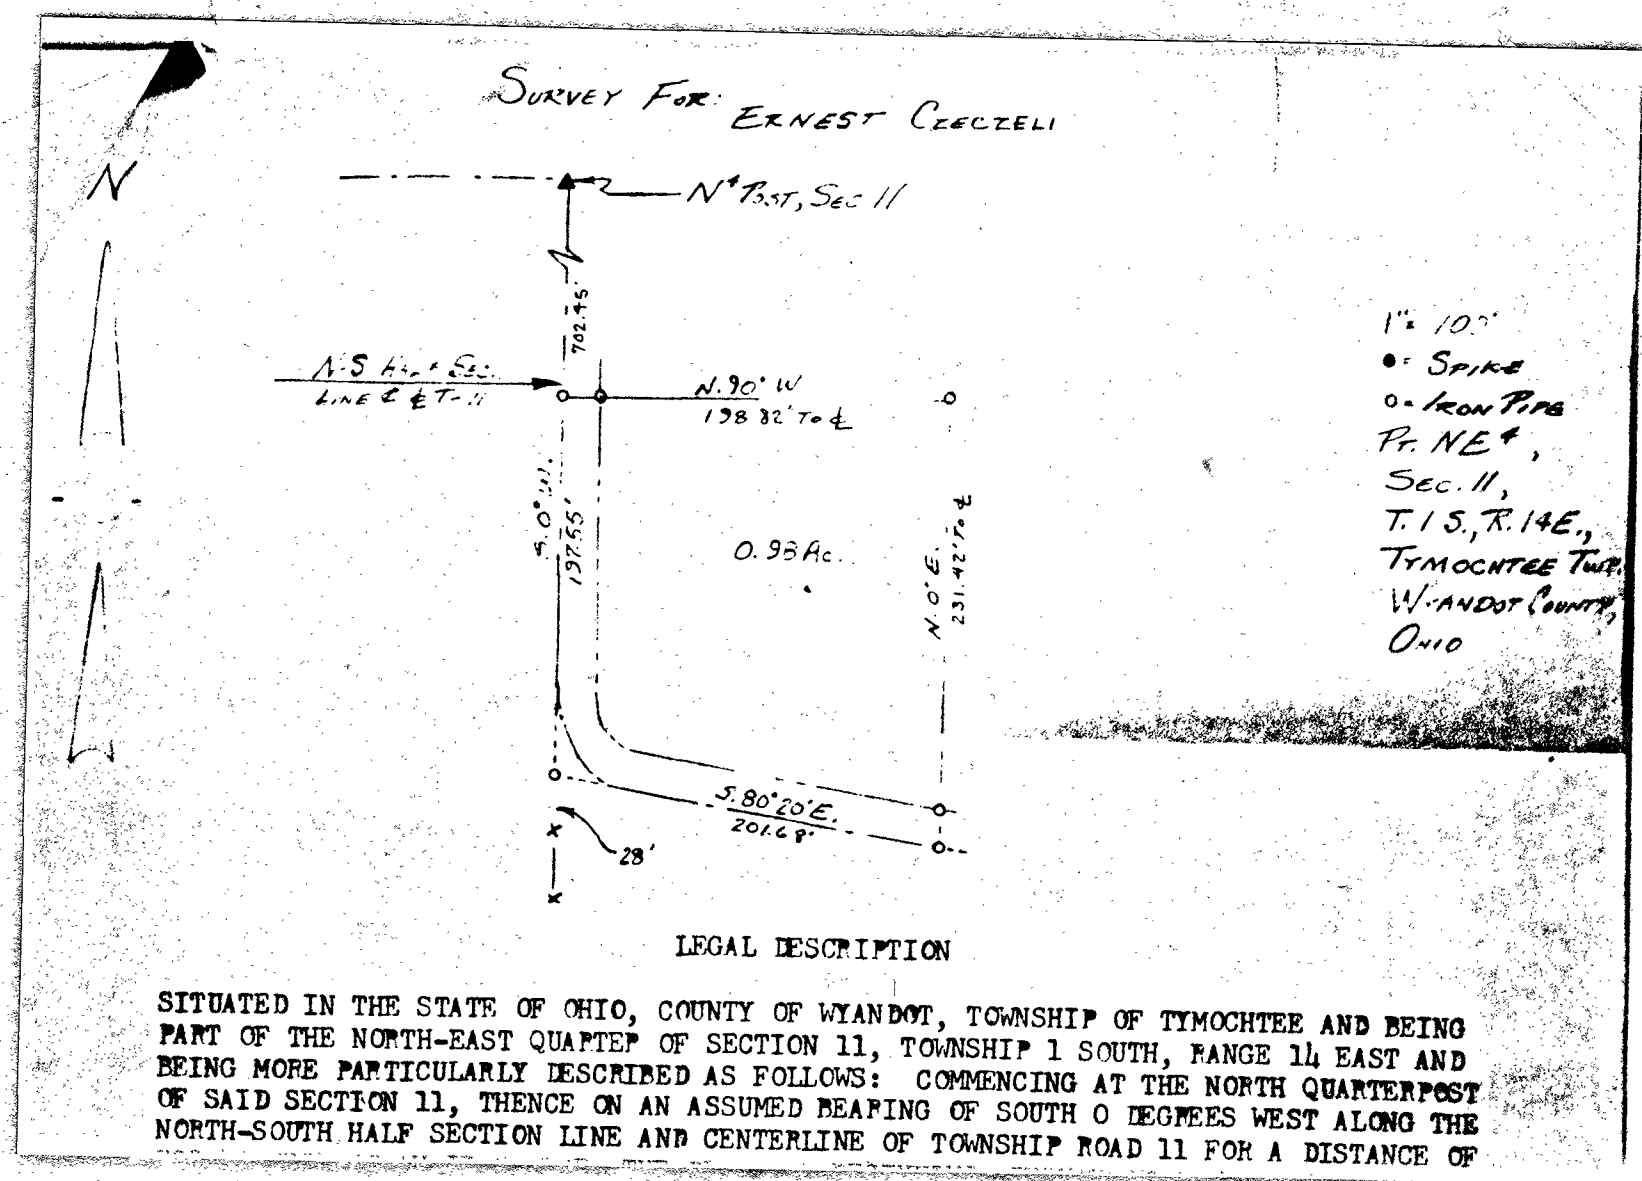 SURVEY FOR:
ERNEST CZECZELI
N
N⁴ POST, SEC 11
702.45'
N-S HALF SEC.
LINE & ℄ T-11
N. 90° W
198.82' TO ℄
S. 0° W.
197.55'
0.98 Ac.
N. 0° E.
231.42' TO ℄
S. 80° 20' E.
201.68'
28'
1" = 100'
● = SPIKE
○ = IRON PIPE
PT. NE⁴,
SEC. 11,
T. 1 S., R. 14 E.,
TYMOCHTEE TWP.
WYANDOT COUNTY,
OHIO
LEGAL DESCRIPTION
SITUATED IN THE STATE OF OHIO, COUNTY OF WYANDOT, TOWNSHIP OF TYMOCHTEE AND BEING
PART OF THE NORTH-EAST QUARTER OF SECTION 11, TOWNSHIP 1 SOUTH, RANGE 14 EAST AND
BEING MORE PARTICULARLY DESCRIBED AS FOLLOWS: COMMENCING AT THE NORTH QUARTERPOST
OF SAID SECTION 11, THENCE ON AN ASSUMED BEARING OF SOUTH 0 DEGREES WEST ALONG THE
NORTH-SOUTH HALF SECTION LINE AND CENTERLINE OF TOWNSHIP ROAD 11 FOR A DISTANCE OF